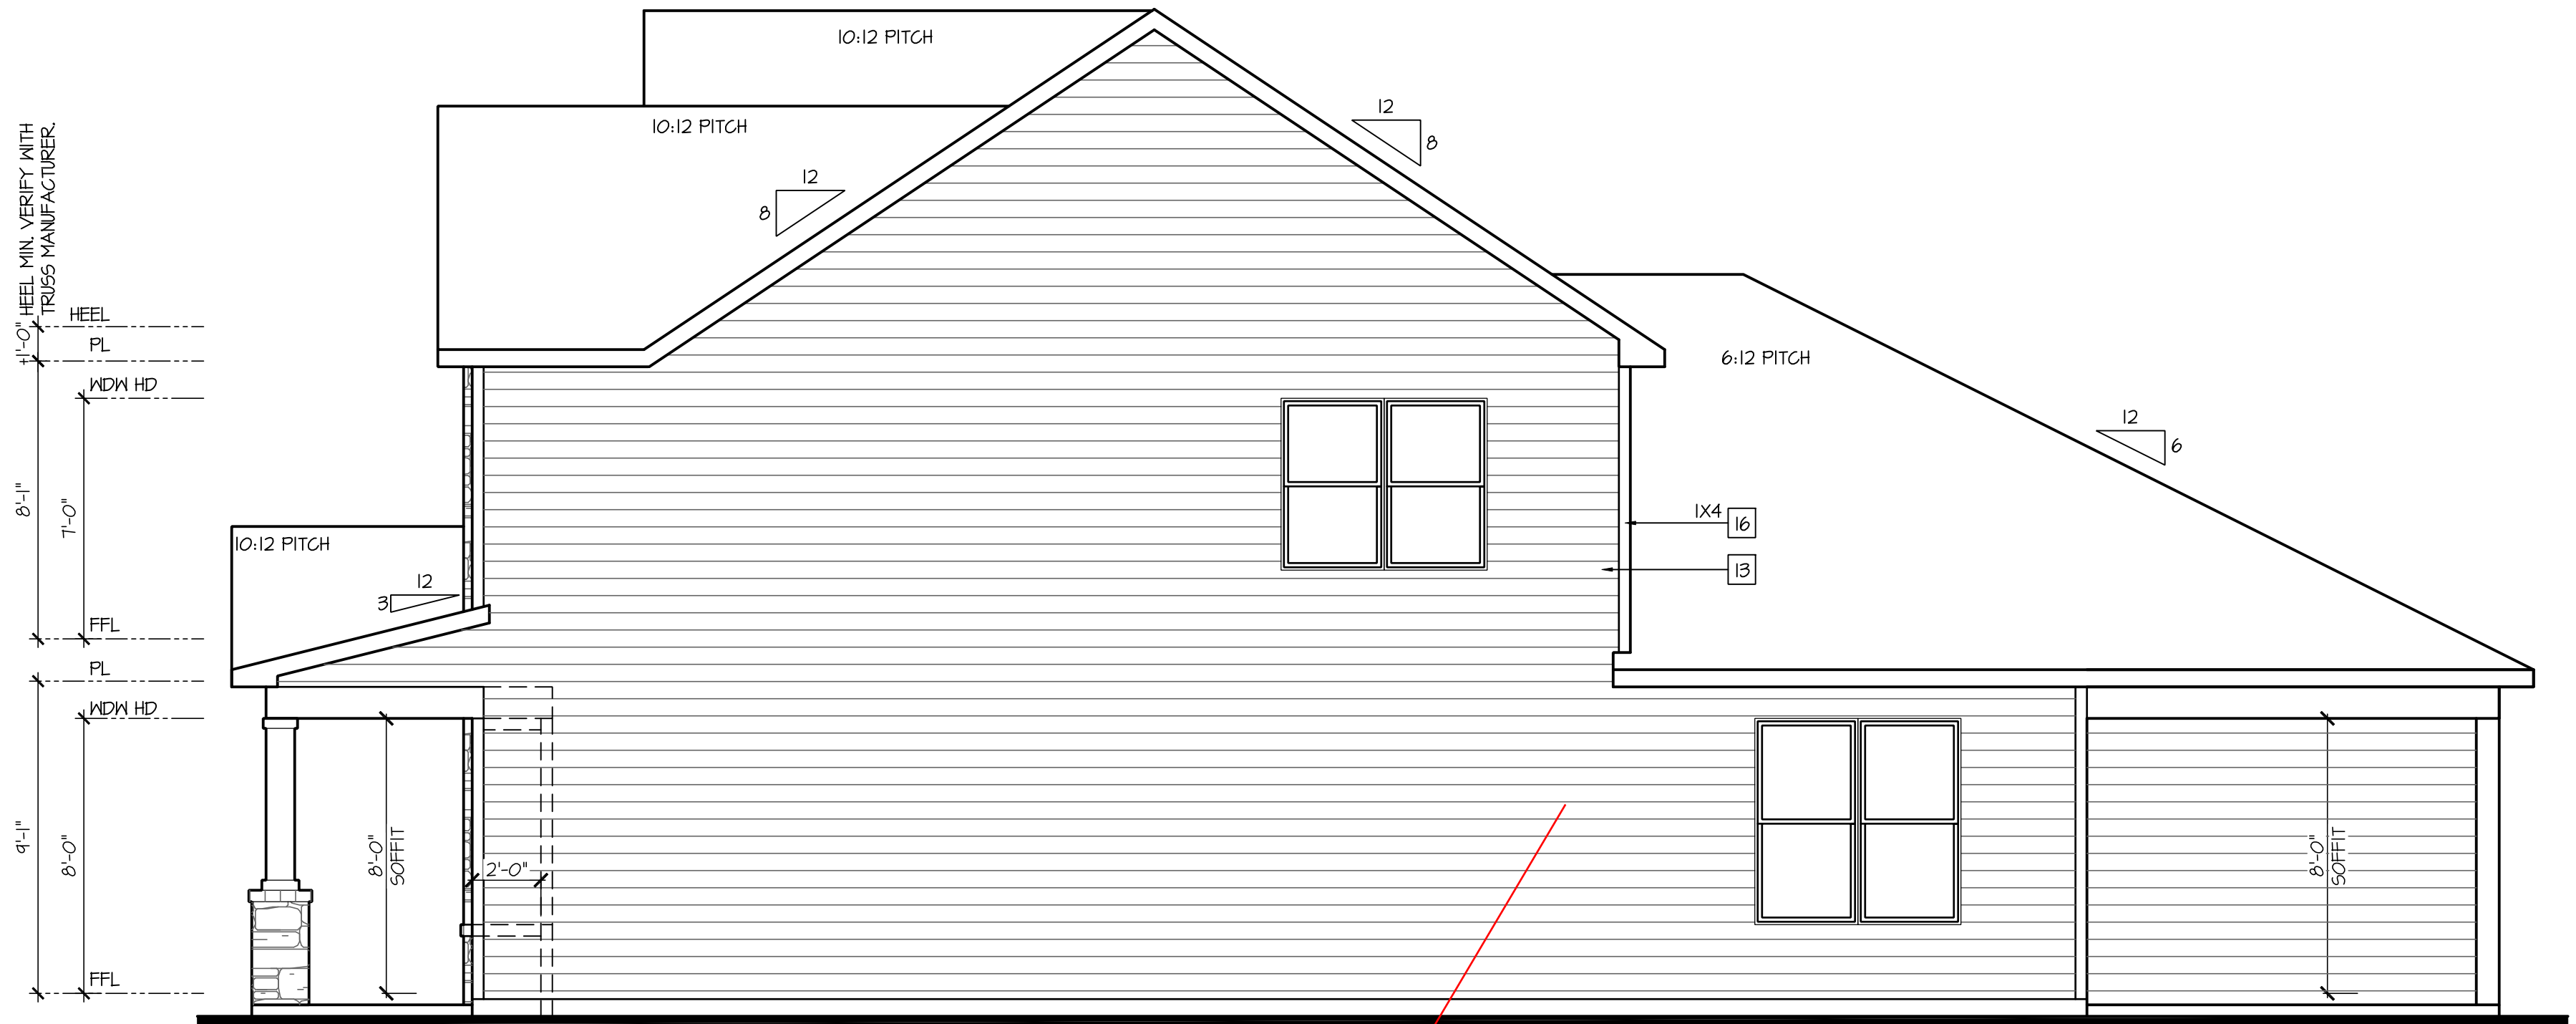 10:12 PITCH
10:12 PITCH
12
8
12
8
1'-0" HEEL MIN. VERIFY WITH
TRUSS MANUFACTURER.
HEEL
PL
WDW HD
8'-1"
7'-0"
6:12 PITCH
12
6
1X4
16
13
10:12 PITCH
12
3
FFL
PL
WDW HD
9'-1"
8'-0"
8'-0"
SOFFIT
2'-0"
8'-0"
SOFFIT
FFL